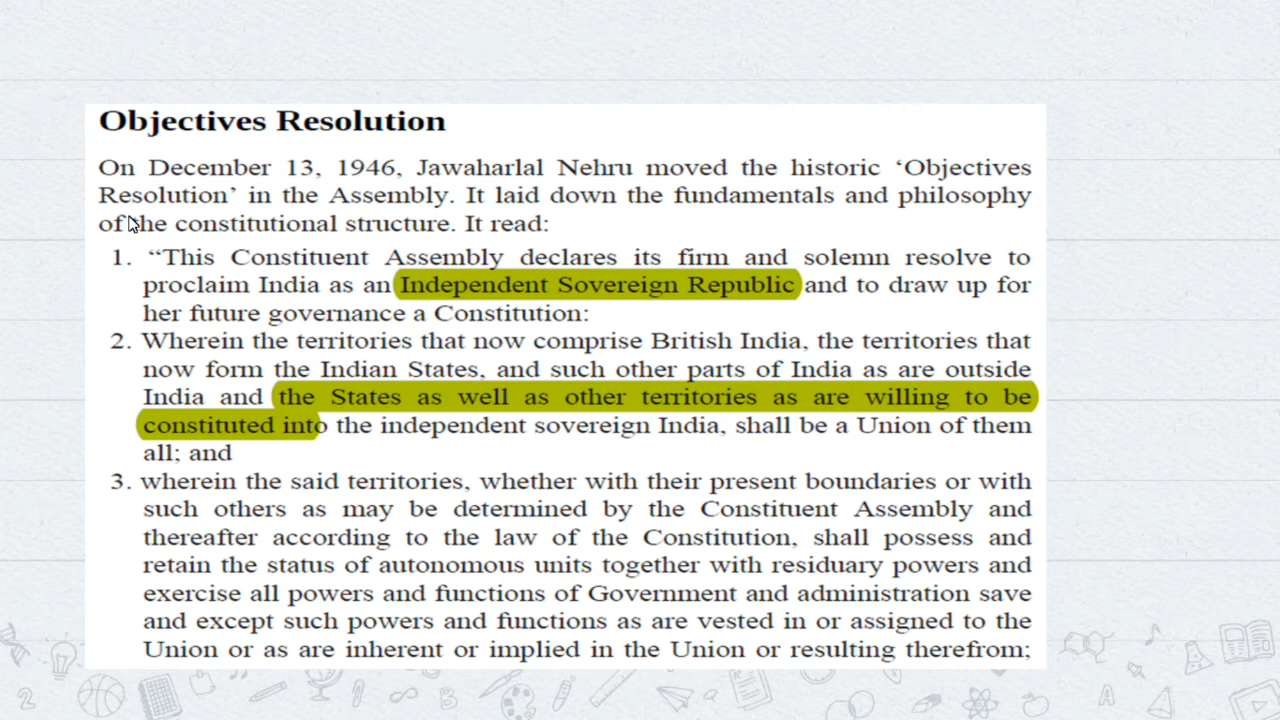 Objectives Resolution
On December 13, 1946, Jawaharlal Nehru moved the historic ‘Objectives
Resolution’ in the Assembly. It laid down the fundamentals and philosophy
of the constitutional structure. It read:
1. “This Constituent Assembly declares its firm and solemn resolve to
proclaim India as an Independent Sovereign Republic and to draw up for
her future governance a Constitution:
2. Wherein the territories that now comprise British India, the territories that
now form the Indian States, and such other parts of India as are outside
India and the States as well as other territories as are willing to be
constituted into the independent sovereign India, shall be a Union of them
all; and
3. wherein the said territories, whether with their present boundaries or with
such others as may be determined by the Constituent Assembly and
thereafter according to the law of the Constitution, shall possess and
retain the status of autonomous units together with residuary powers and
exercise all powers and functions of Government and administration save
and except such powers and functions as are vested in or assigned to the
Union or as are inherent or implied in the Union or resulting therefrom;